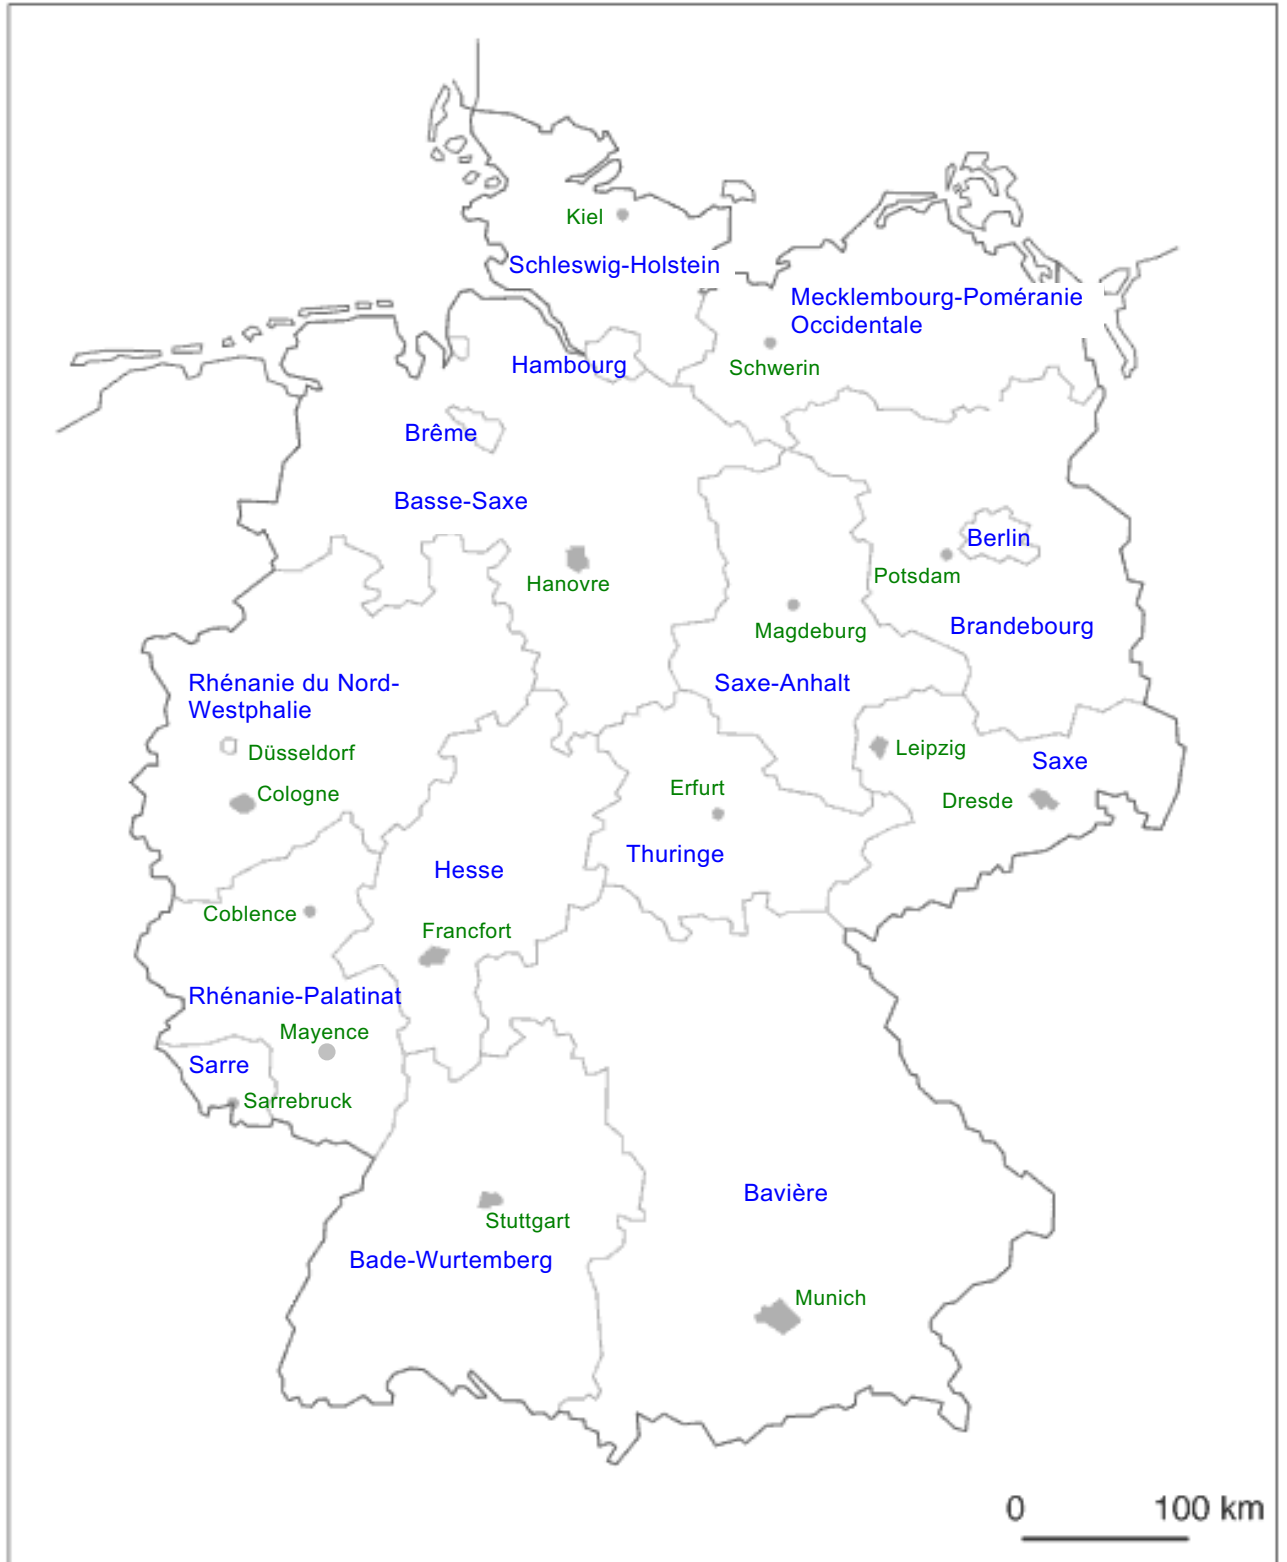 Kiel
Schleswig-Holstein
Mecklembourg-Poméranie
Occidentale
Hambourg
Schwerin
Brême
Basse-Saxe
Berlin
Potsdam
Hanovre
Magdeburg
Brandebourg
Rhénanie du Nord-
Westphalie
Saxe-Anhalt
Düsseldorf
Leipzig
Saxe
Cologne
Erfurt
Dresde
Thuringe
Hesse
Coblence
Francfort
Rhénanie-Palatinat
Mayence
Sarre
Sarrebruck
Bavière
Stuttgart
Bade-Wurtemberg
Munich
0 100 km